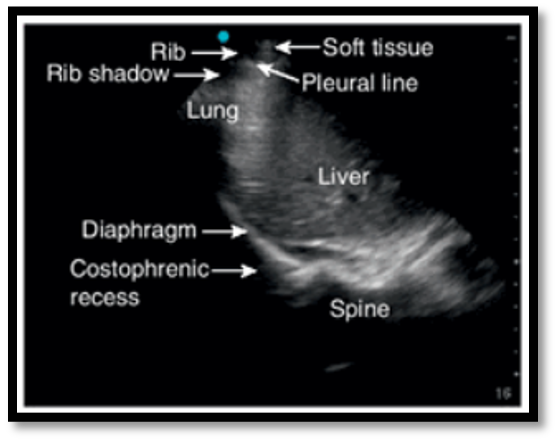 Rib
Soft tissue
Rib shadow
Pleural line
Lung
Liver
Diaphragm
Costophrenic
recess
Spine
16